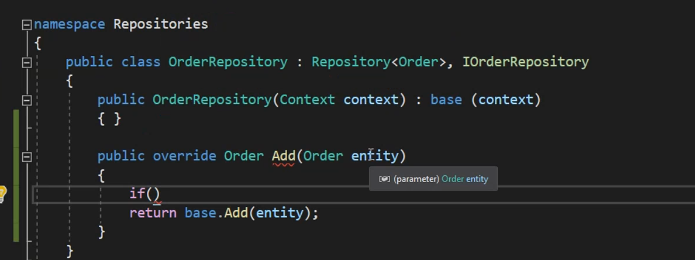 namespace Repositories
{
public class OrderRepository : Repository<Order>, IOrderRepository
{
public OrderRepository(Context context) : base (context)
{ }
public override Order Add(Order entity)
{
(parameter) Order entity
if()
return base.Add(entity);
}
}